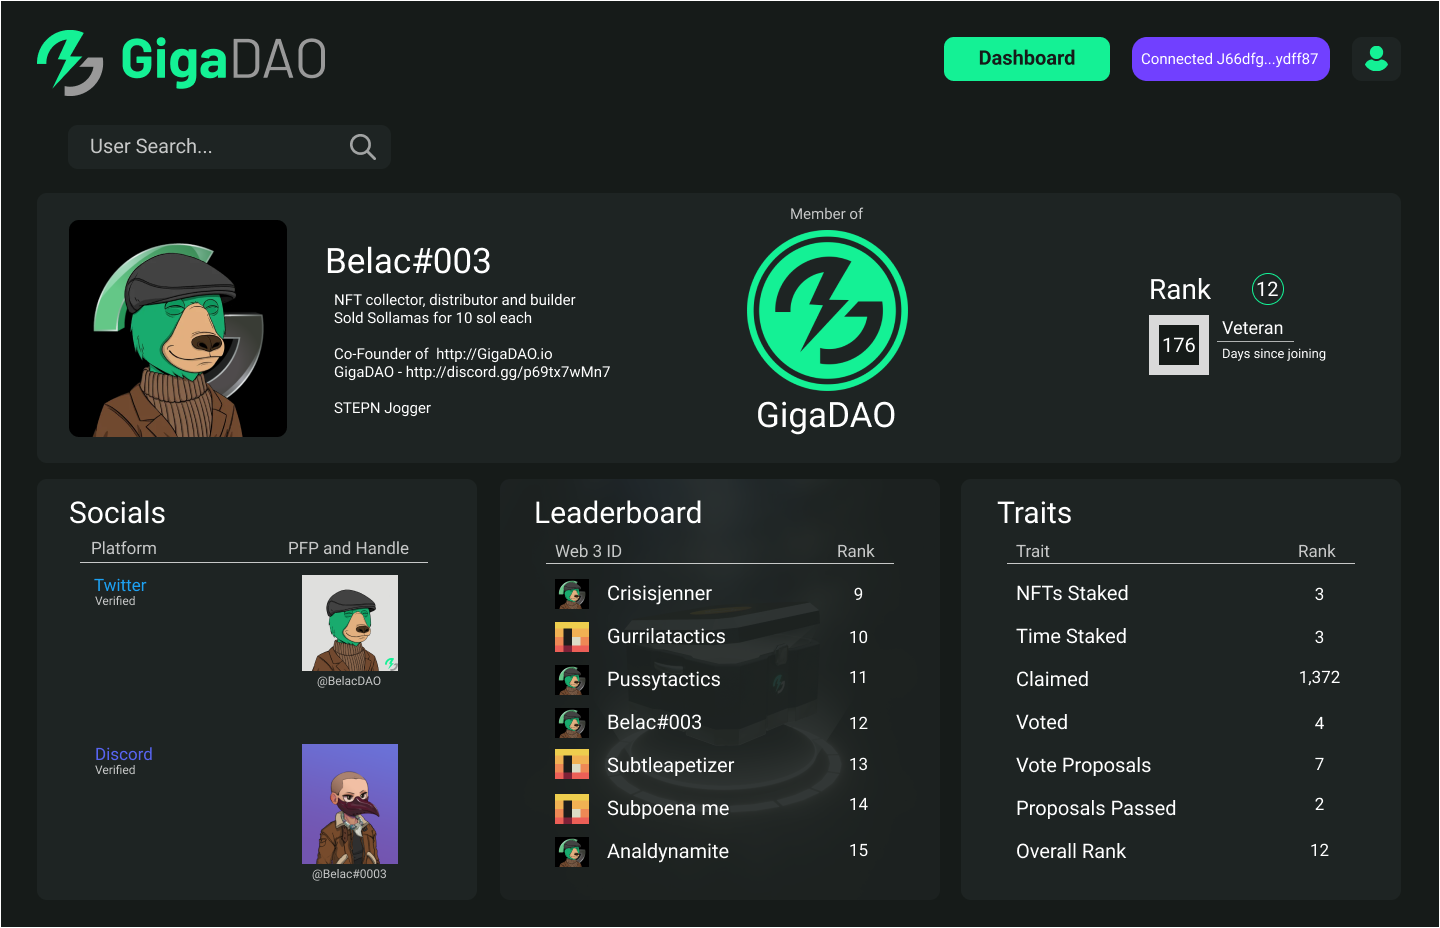 GigaDAO
Dashboard
Connected J66dfg...ydff87
User Search...
Belac#003
NFT collector, distributor and builder
Sold Sollamas for 10 sol each
Co-Founder of  http://GigaDAO.io
GigaDAO - http://discord.gg/p69tx7wMn7
STEPN Jogger
Member of
GigaDAO
Rank 12
176
Veteran
Days since joining
Socials
Platform PFP and Handle
Twitter
Verified
@BelacDAO
Discord
Verified
@Belac#0003
Leaderboard
Web 3 ID Rank
Crisisjenner 9
Gurrilatactics 10
Pussytactics 11
Belac#003 12
Subtleapetizer 13
Subpoena me 14
Analdynamite 15
Traits
Trait Rank
NFTs Staked 3
Time Staked 3
Claimed 1,372
Voted 4
Vote Proposals 7
Proposals Passed 2
Overall Rank 12